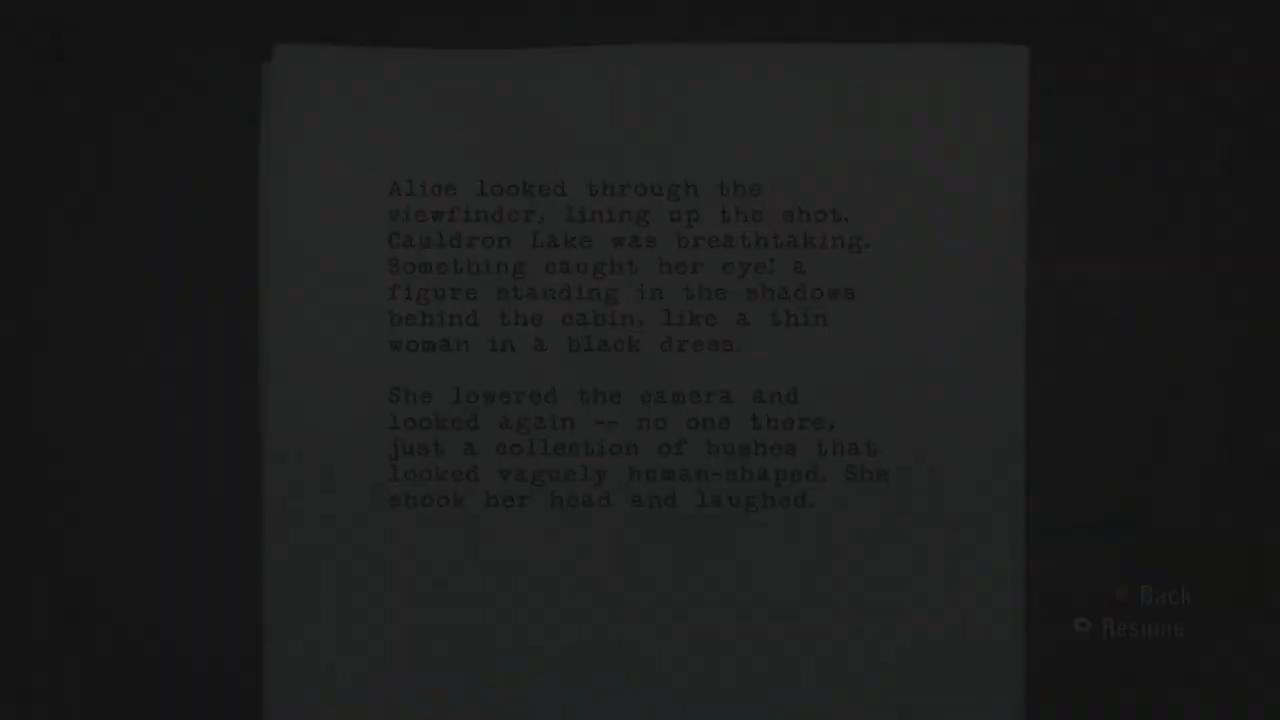 Alice looked through the
viewfinder, lining up the shot.
Cauldron Lake was breathtaking.
Something caught her eye: a
figure standing in the shadows
behind the cabin, like a thin
woman in a black dress.
She lowered the camera and
looked again -- no one there,
just a collection of bushes that
looked vaguely human-shaped. She
shook her head and laughed.
Back
Resume